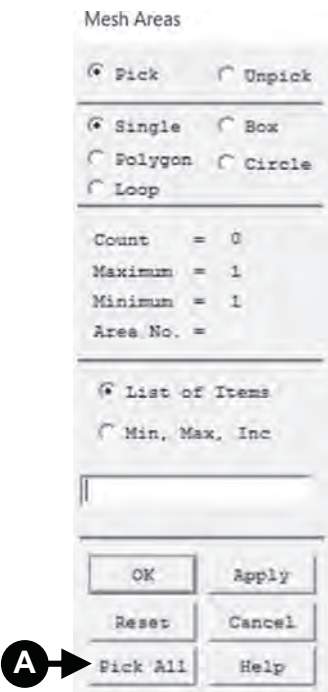 Mesh Areas
Pick Unpick
Single Box
Polygon Circle
Loop
Count = 0
Maximum = 1
Minimum = 1
Area No. =
List of Items
Min, Max, Inc
OK Apply
Reset Cancel
A Pick All Help